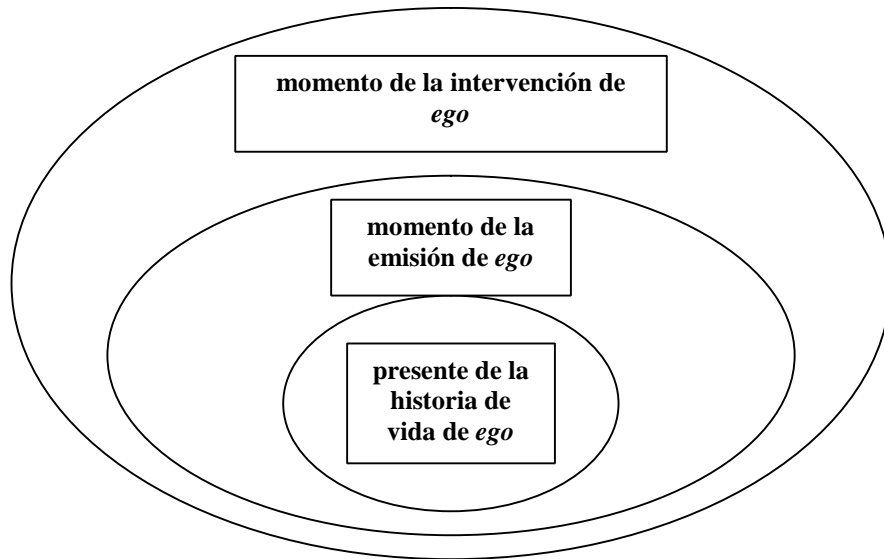 momento de la intervención de
ego
momento de la
emisión de ego
presente de la
historia de
vida de ego